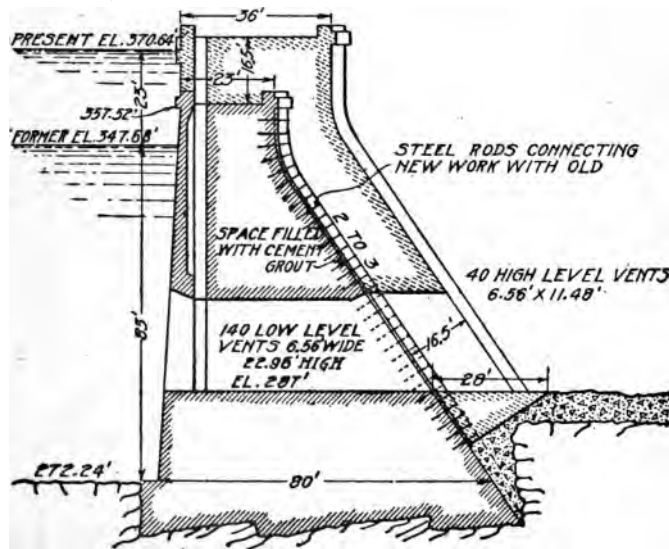 36'
PRESENT EL. 370.64'
16.5'
23'
23'
357.52'
FORMER EL. 347.68'
STEEL RODS CONNECTING
NEW WORK WITH OLD
2 TO 3
SPACE FILLED
WITH CEMENT
GROUT
40 HIGH LEVEL VENTS
6.56' X 11.48'
140 LOW LEVEL
VENTS 6.56 WIDE
22.96' HIGH
EL. 287'
16.5'
28'
272.24'
80'